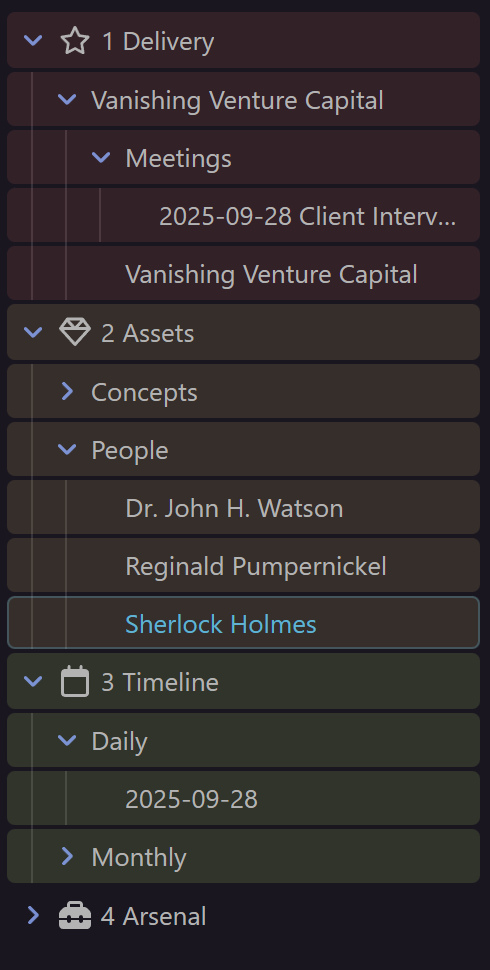 1 Delivery
Vanishing Venture Capital
Meetings
2025-09-28 Client Interv...
Vanishing Venture Capital
2 Assets
Concepts
People
Dr. John H. Watson
Reginald Pumpernickel
Sherlock Holmes
3 Timeline
Daily
2025-09-28
Monthly
4 Arsenal